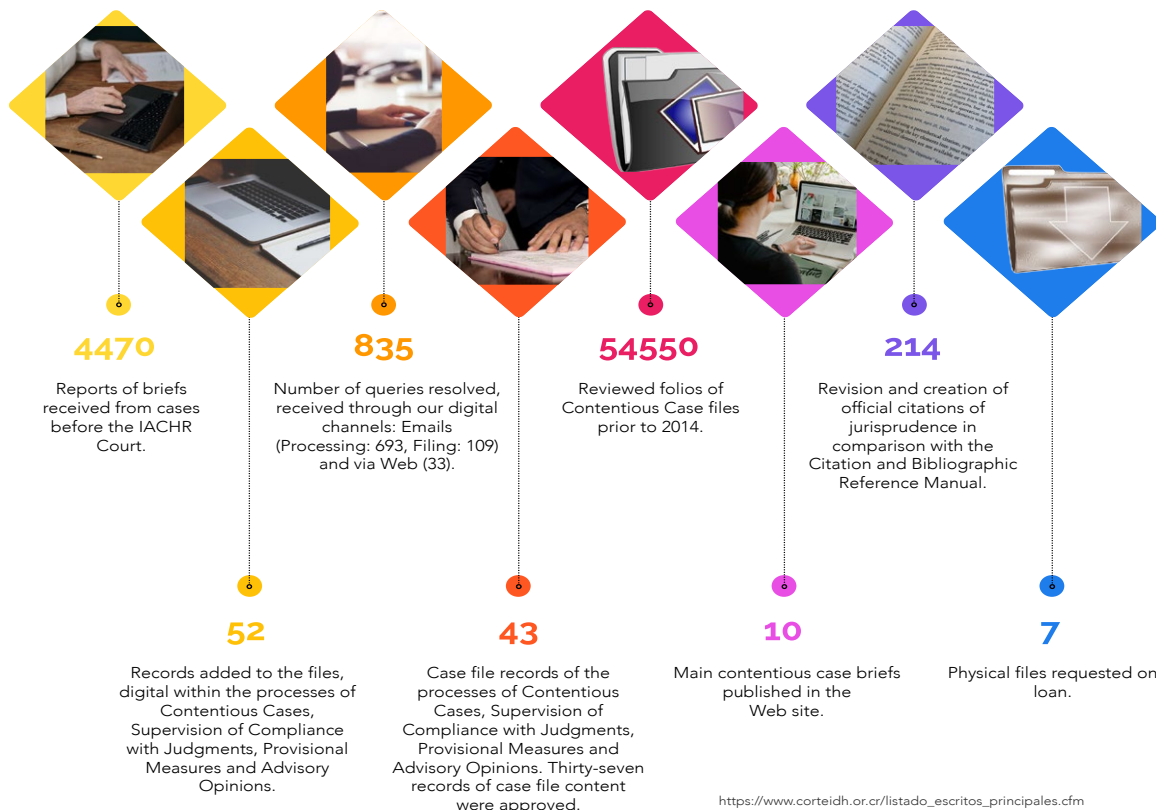 4470
Reports of briefs
received from cases
before the IACHR
Court.
835
Number of queries resolved,
received through our digital
channels: Emails
(Processing: 693, Filing: 109)
and via Web (33).
54550
Reviewed folios of
Contentious Case files
prior to 2014.
214
Revision and creation of
official citations of
jurisprudence in
comparison with the
Citation and Bibliographic
Reference Manual.
52
Records added to the files,
digital within the processes of
Contentious Cases,
Supervision of Compliance
with Judgments, Provisional
Measures and Advisory
Opinions.
43
Case file records of the
processes of Contentious
Cases, Supervision of
Compliance with Judgments,
Provisional Measures and
Advisory Opinions. Thirty-seven
records of case file content
were approved.
10
Main contentious case briefs
published in the
Web site.
7
Physical files requested on
loan.
https://www.corteidh.or.cr/listado_escritos_principales.cfm